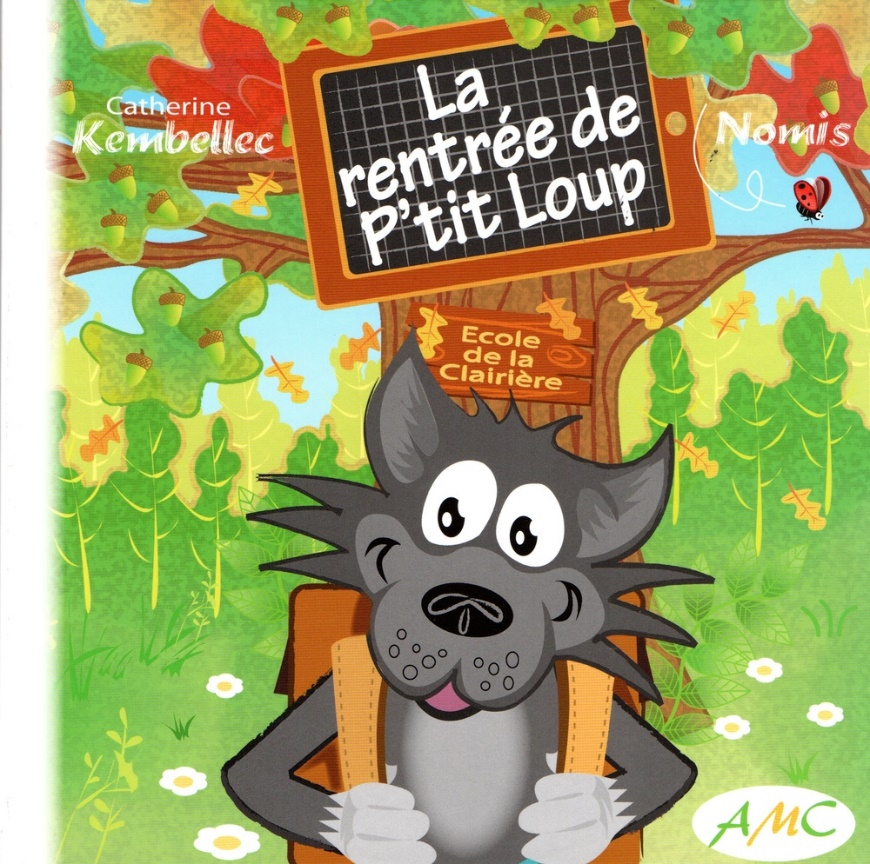 Catherine
Kembellec
La
rentrée de
P'tit Loup
Nomis
Ecole
de la
Clairière
AMC